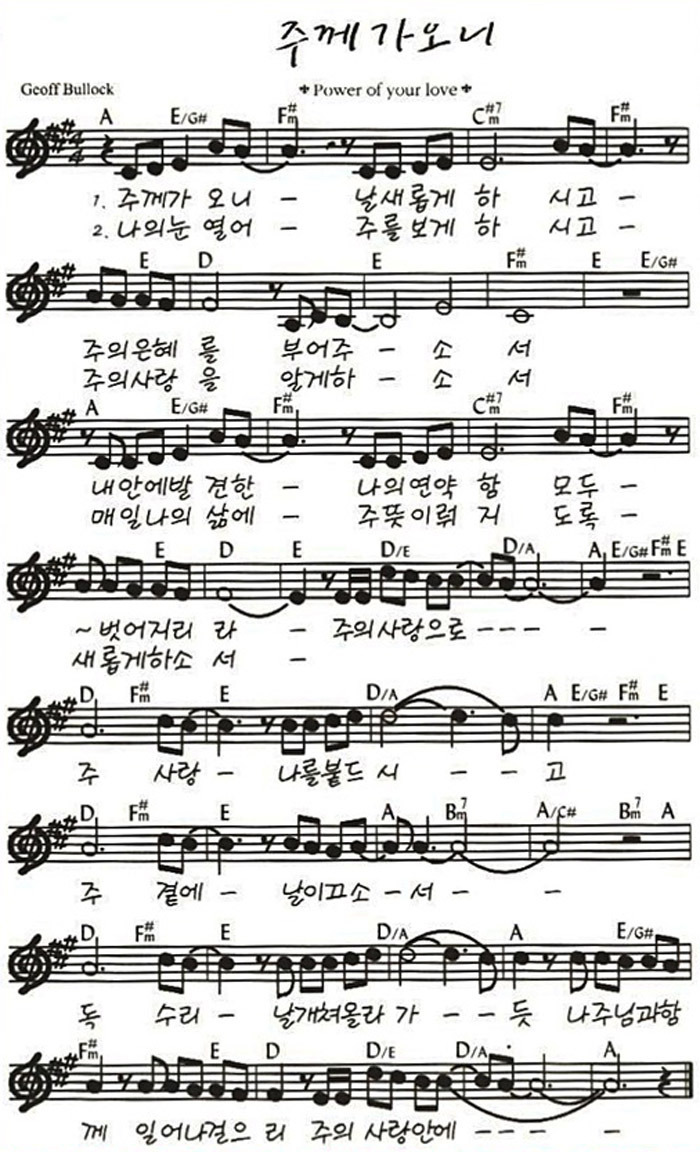 주께 가오니
Geoff Bullock ✦ Power of your love ✦
A E/G# F#m C#m7 F#m
1. 주께가 오니 - 날새롭게 하 시고 -
2. 나의눈 열어 - 주를보게 하 시고 -
E D E F#m E E/G#
주의은혜 를 부어주 - 소 서
주의사랑 을 알게하 - 소 서
A E/G# F#m C#m7 F#m
내안에발 견한 - 나의연약 함 모두 -
매일나의 삶에 - 주뜻이뤄 지 도록 -
E D E D/E D/A A E/G# F#m E
~ 벗어지리 라 - 주의사랑으로 - - - - -
새롭게하소 서 -
D F#m E D/A A E/G# F#m E
주 사랑 - 나를붙드 시 - - 고
D F#m E A Bm7 A/C# Bm7 A
주 곁에 - 날이끄소 - 서 - -
D F#m E D/A A E/G#
독 수리 - 날개쳐올라 가 - - 듯 나주님과함
F#m E D D/E D/A A
께 일어나걸으 리 주의 사랑안에 - - - - -